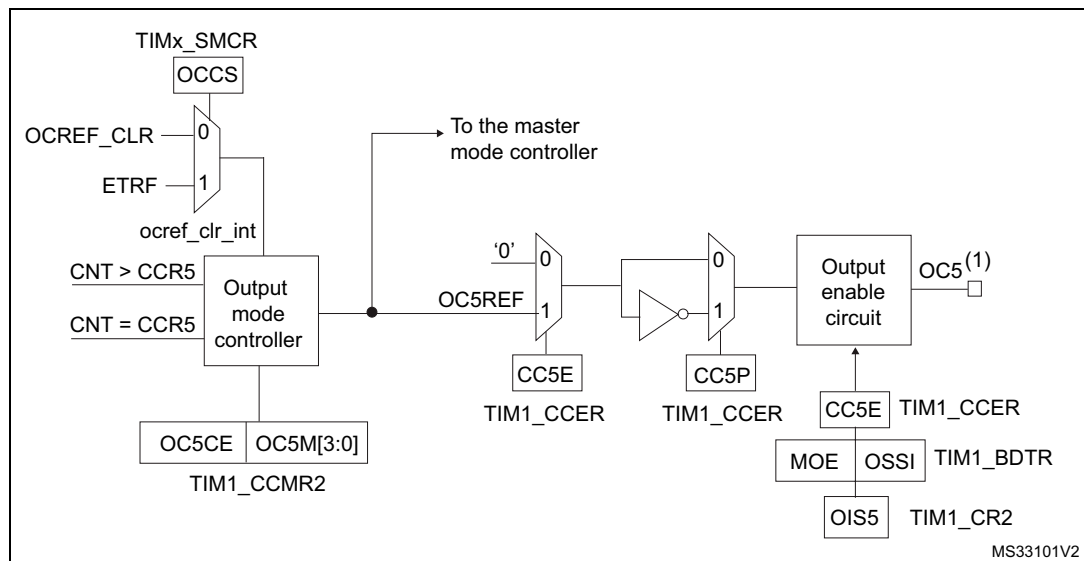 TIMx_SMCR
OCCS
OCREF_CLR
0
ETRF
1
ocref_clr_int
To the master
mode controller
CNT > CCR5
CNT = CCR5
Output
mode
controller
‘0’
0
OC5REF
1
0
1
Output
enable
circuit
OC5 (1)
CC5E
TIM1_CCER
CC5P
TIM1_CCER
CC5E
TIM1_CCER
OC5CE
OC5M[3:0]
TIM1_CCMR2
MOE
OSSI
TIM1_BDTR
OIS5
TIM1_CR2
MS33101V2